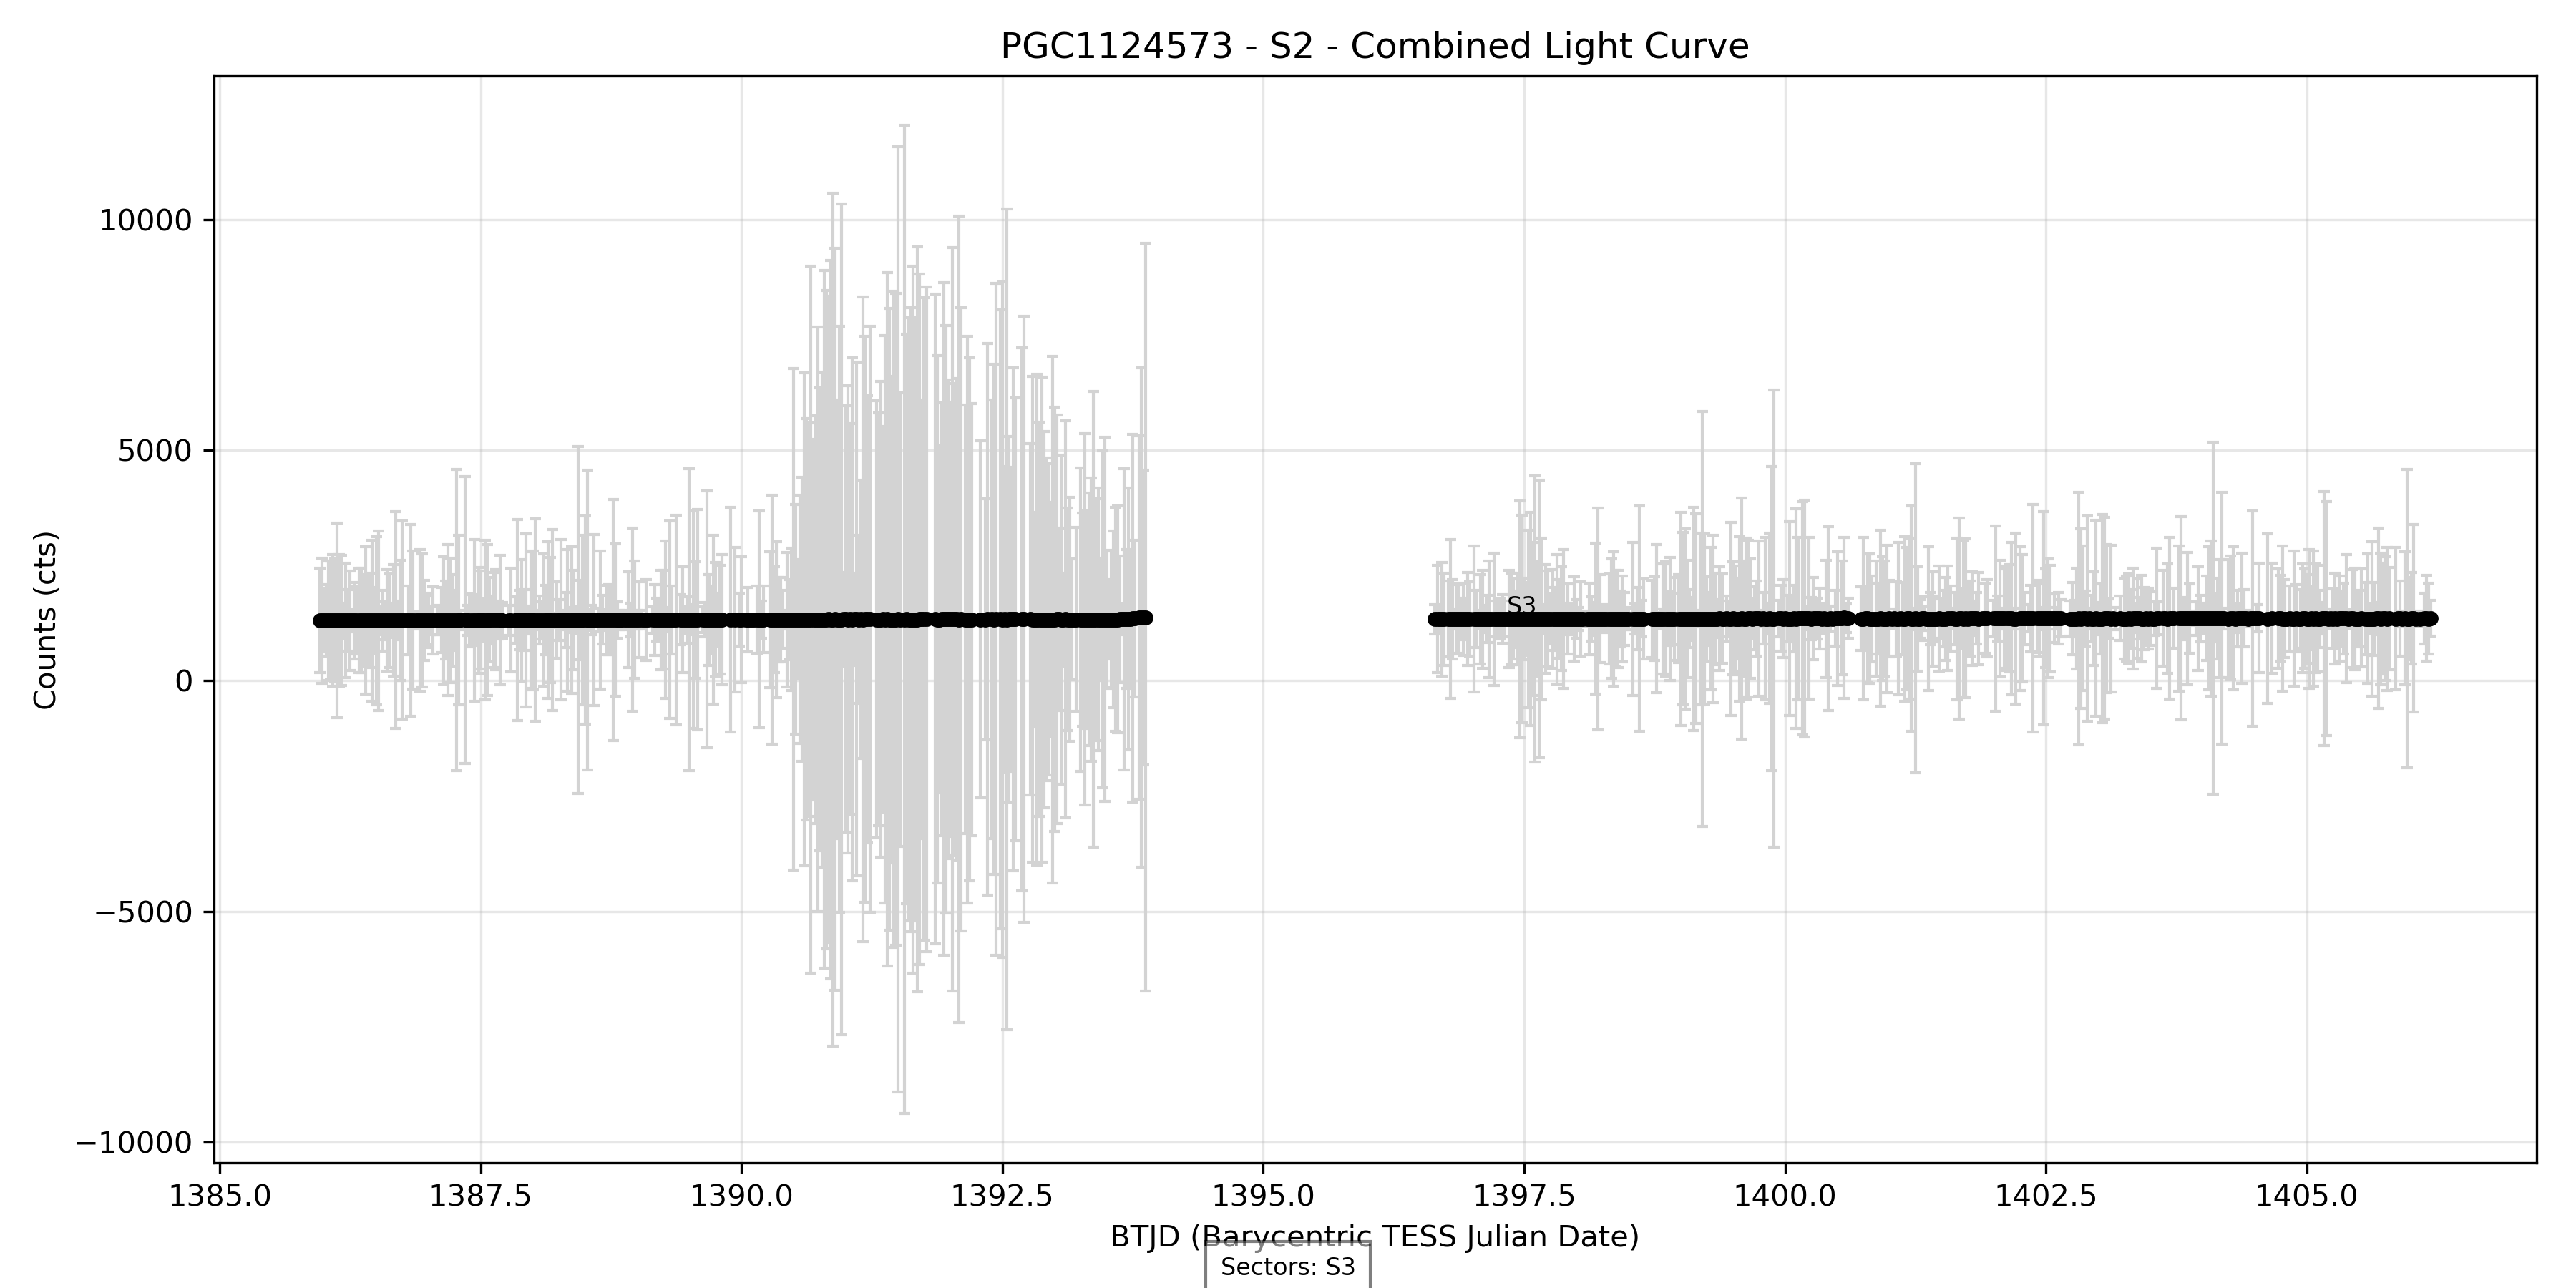 PGC1124573 - S2 - Combined Light Curve
Counts (cts)
10000
5000
0
−5000
−10000
S3
1385.0 1387.5 1390.0 1392.5 1395.0 1397.5 1400.0 1402.5 1405.0
BTJD (Barycentric TESS Julian Date)
Sectors: S3